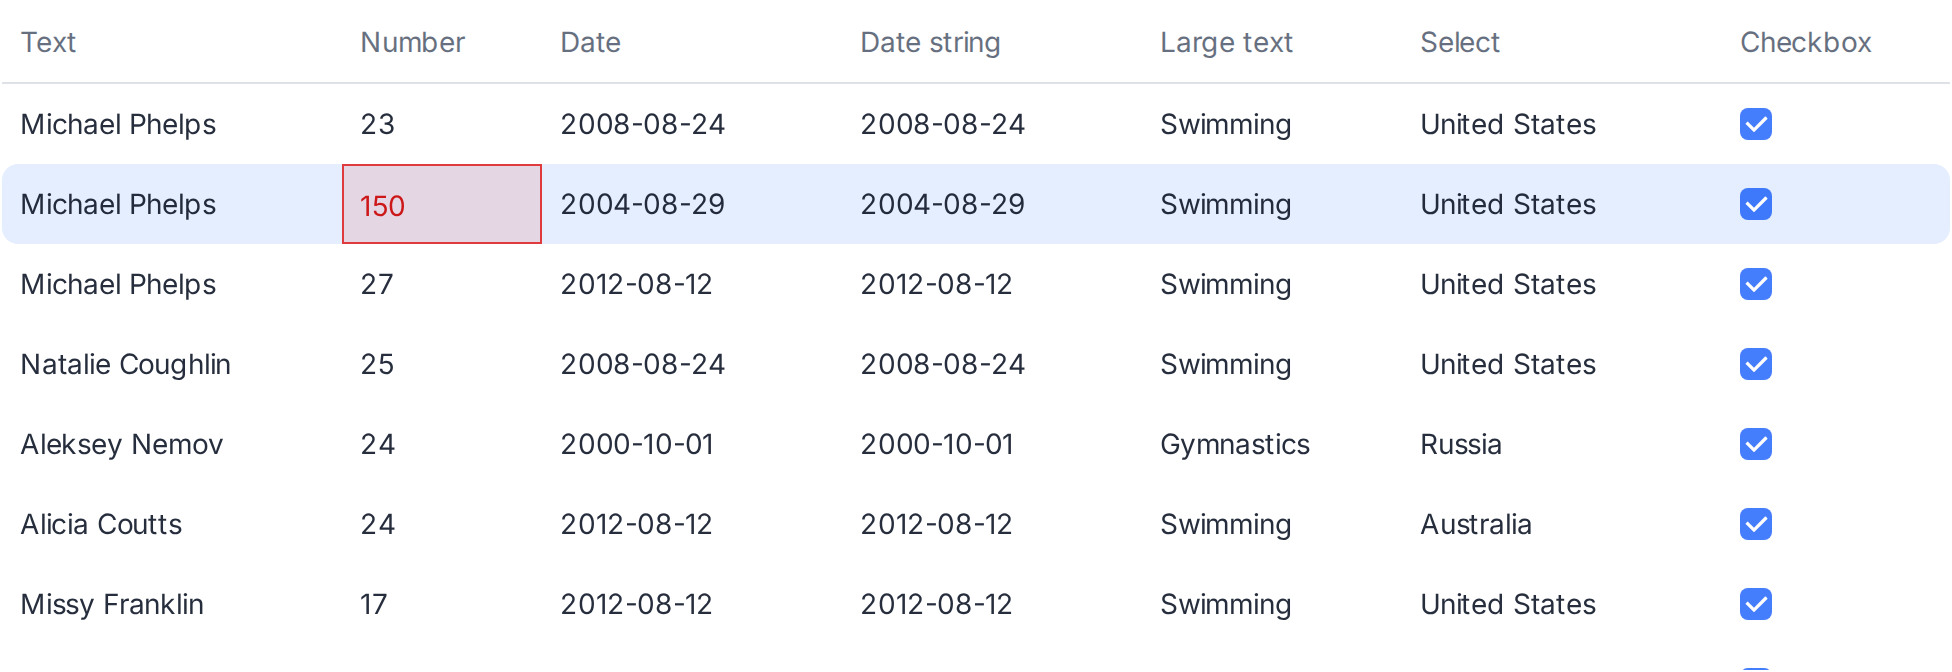 Text Number Date Date string Large text Select Checkbox
Michael Phelps 23 2008-08-24 2008-08-24 Swimming United States
Michael Phelps 150 2004-08-29 2004-08-29 Swimming United States
Michael Phelps 27 2012-08-12 2012-08-12 Swimming United States
Natalie Coughlin 25 2008-08-24 2008-08-24 Swimming United States
Aleksey Nemov 24 2000-10-01 2000-10-01 Gymnastics Russia
Alicia Coutts 24 2012-08-12 2012-08-12 Swimming Australia
Missy Franklin 17 2012-08-12 2012-08-12 Swimming United States